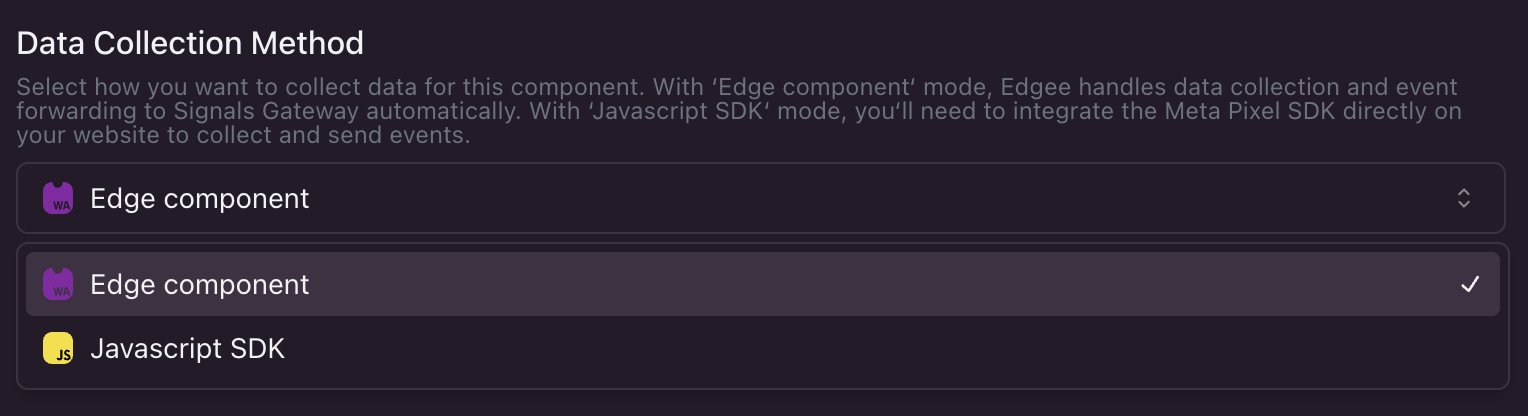 Data Collection Method
Select how you want to collect data for this component. With ‘Edge component‘ mode, Edgee handles data collection and event
forwarding to Signals Gateway automatically. With ‘Javascript SDK‘ mode, you‘ll need to integrate the Meta Pixel SDK directly on
your website to collect and send events.
WA Edge component
WA Edge component
JS Javascript SDK